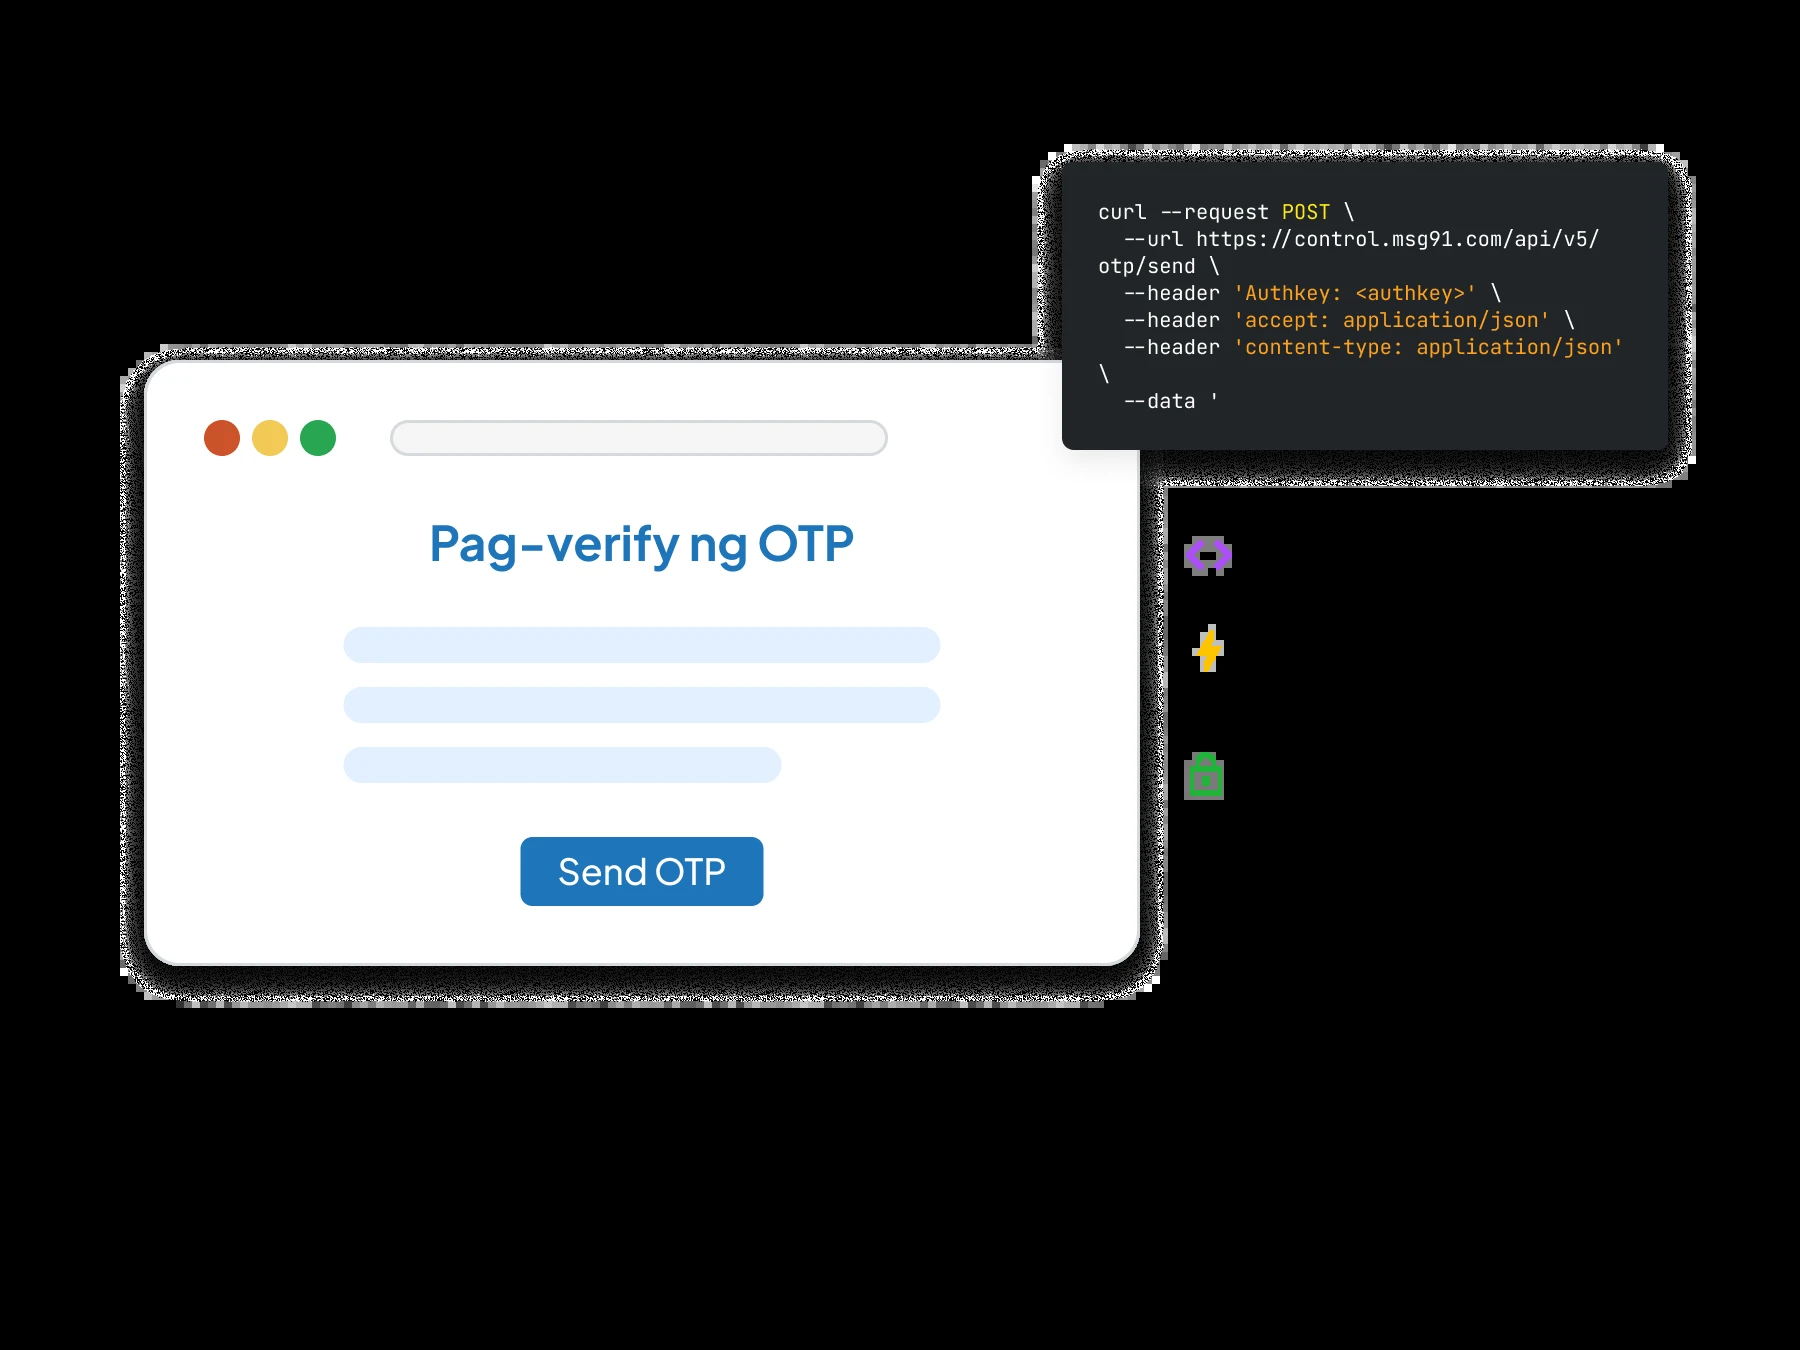 curl --request POST \
--url https://control.msg91.com/api/v5/
otp/send \
--header 'Authkey: <authkey>' \
--header 'accept: application/json' \
--header 'content-type: application/json'
\
--data '
Pag-verify ng OTP
Send OTP